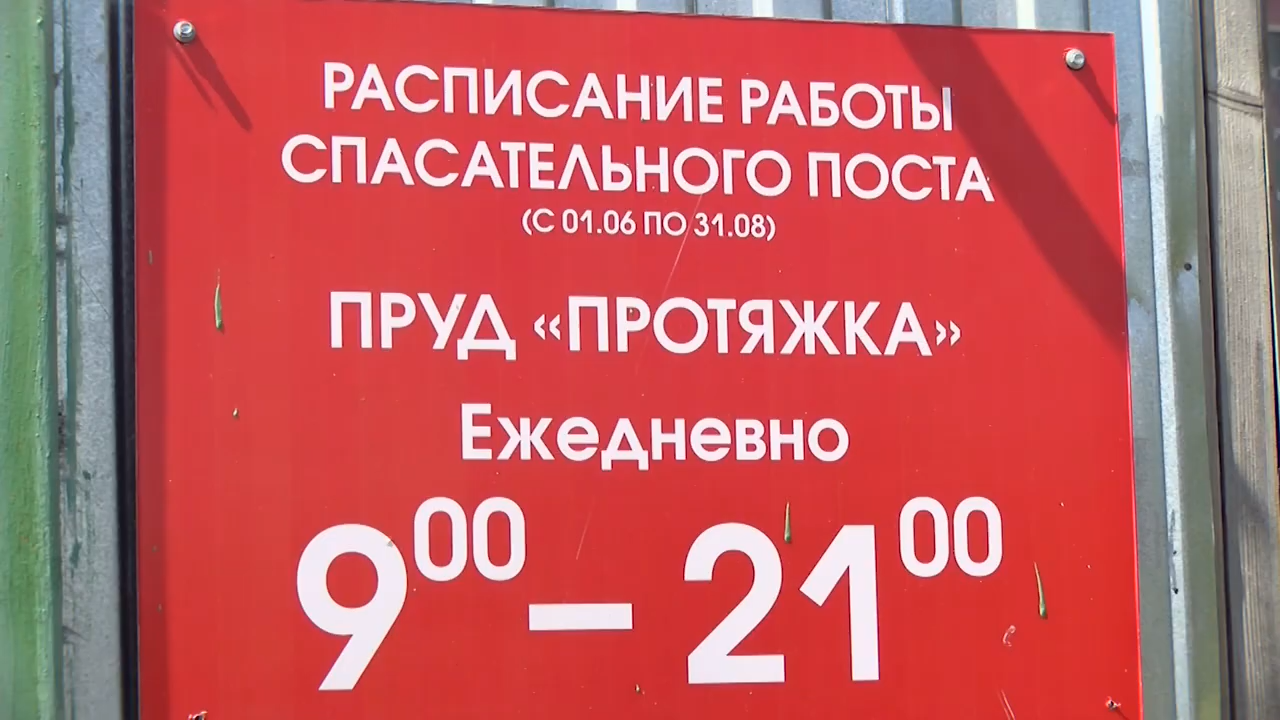 РАСПИСАНИЕ РАБОТЫ
СПАСАТЕЛЬНОГО ПОСТА
(С 01.06 ПО 31.08)
ПРУД «ПРОТЯЖКА»
Ежедневно
9⁰⁰ – 21⁰⁰